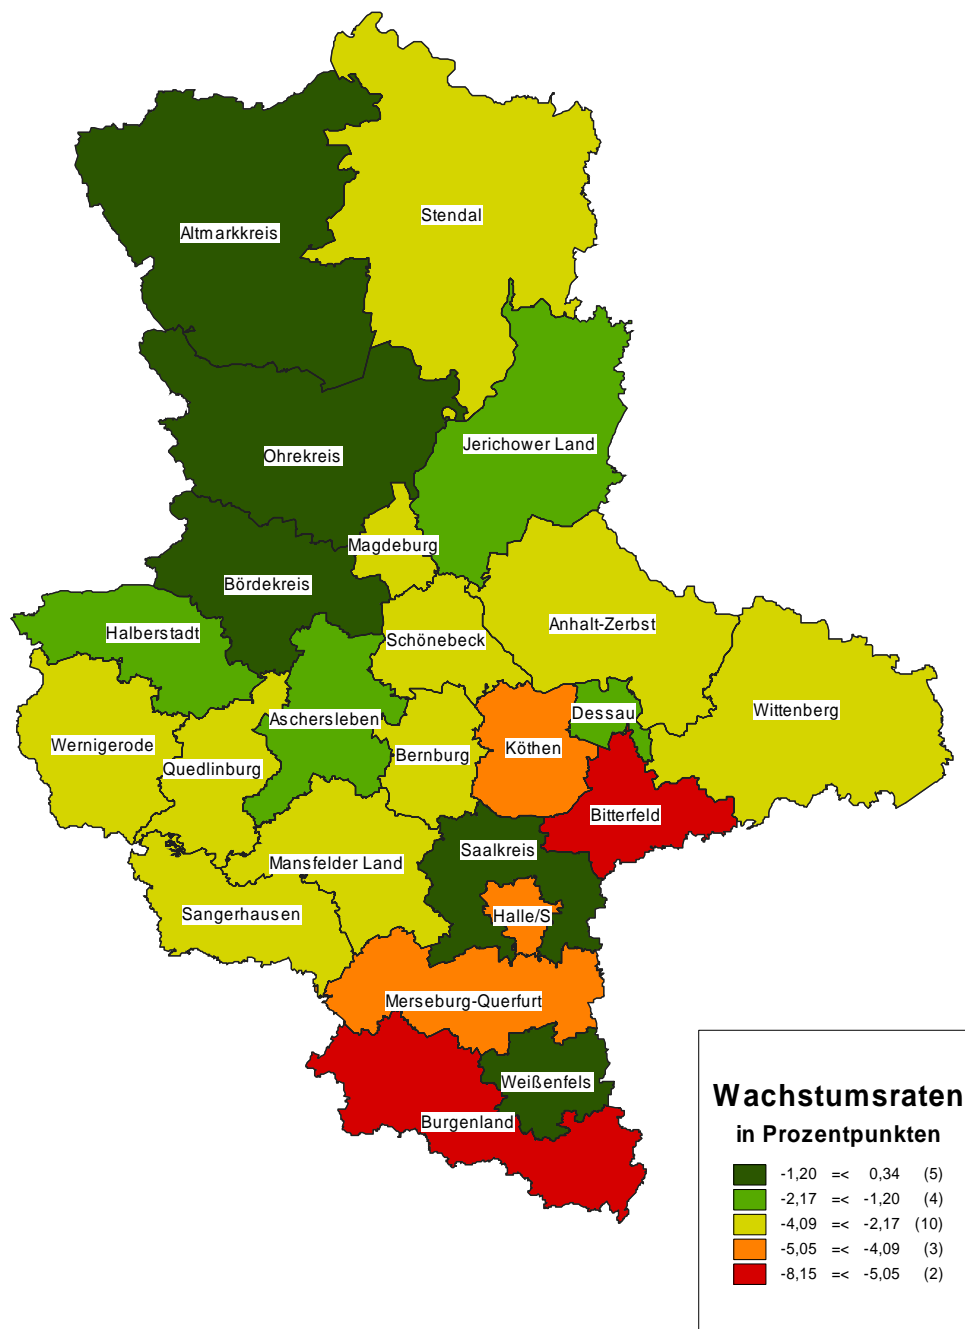 Stendal
Altmarkkreis
Jerichower Land
Ohrekreis
Magdeburg
Bördekreis
Halberstadt
Schönebeck
Anhalt-Zerbst
Wittenberg
Aschersleben
Dessau
Wernigerode
Quedlinburg
Bernburg
Köthen
Bitterfeld
Saalkreis
Mansfelder Land
Sangerhausen
Halle/S
Merseburg-Querfurt
Weißenfels
Burgenland
Wachstumsraten
in Prozentpunkten
-1,20 =< 0,34 (5)
-2,17 =< -1,20 (4)
-4,09 =< -2,17 (10)
-5,05 =< -4,09 (3)
-8,15 =< -5,05 (2)